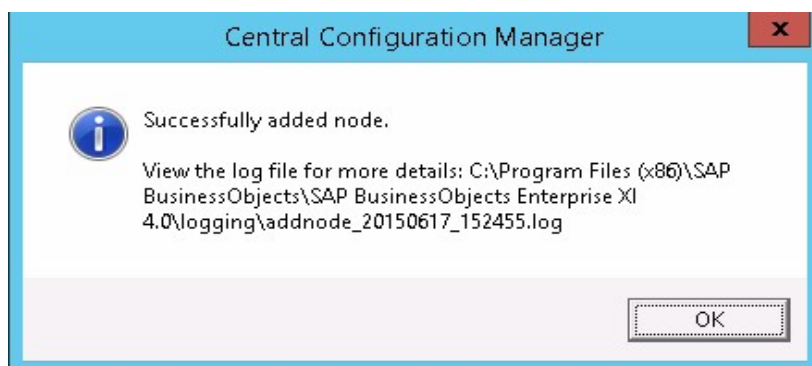 Central Configuration Manager
x
Successfully added node.
View the log file for more details: C:\Program Files (x86)\SAP
BusinessObjects\SAP BusinessObjects Enterprise XI
4.0\logging\addnode_20150617_152455.log
OK